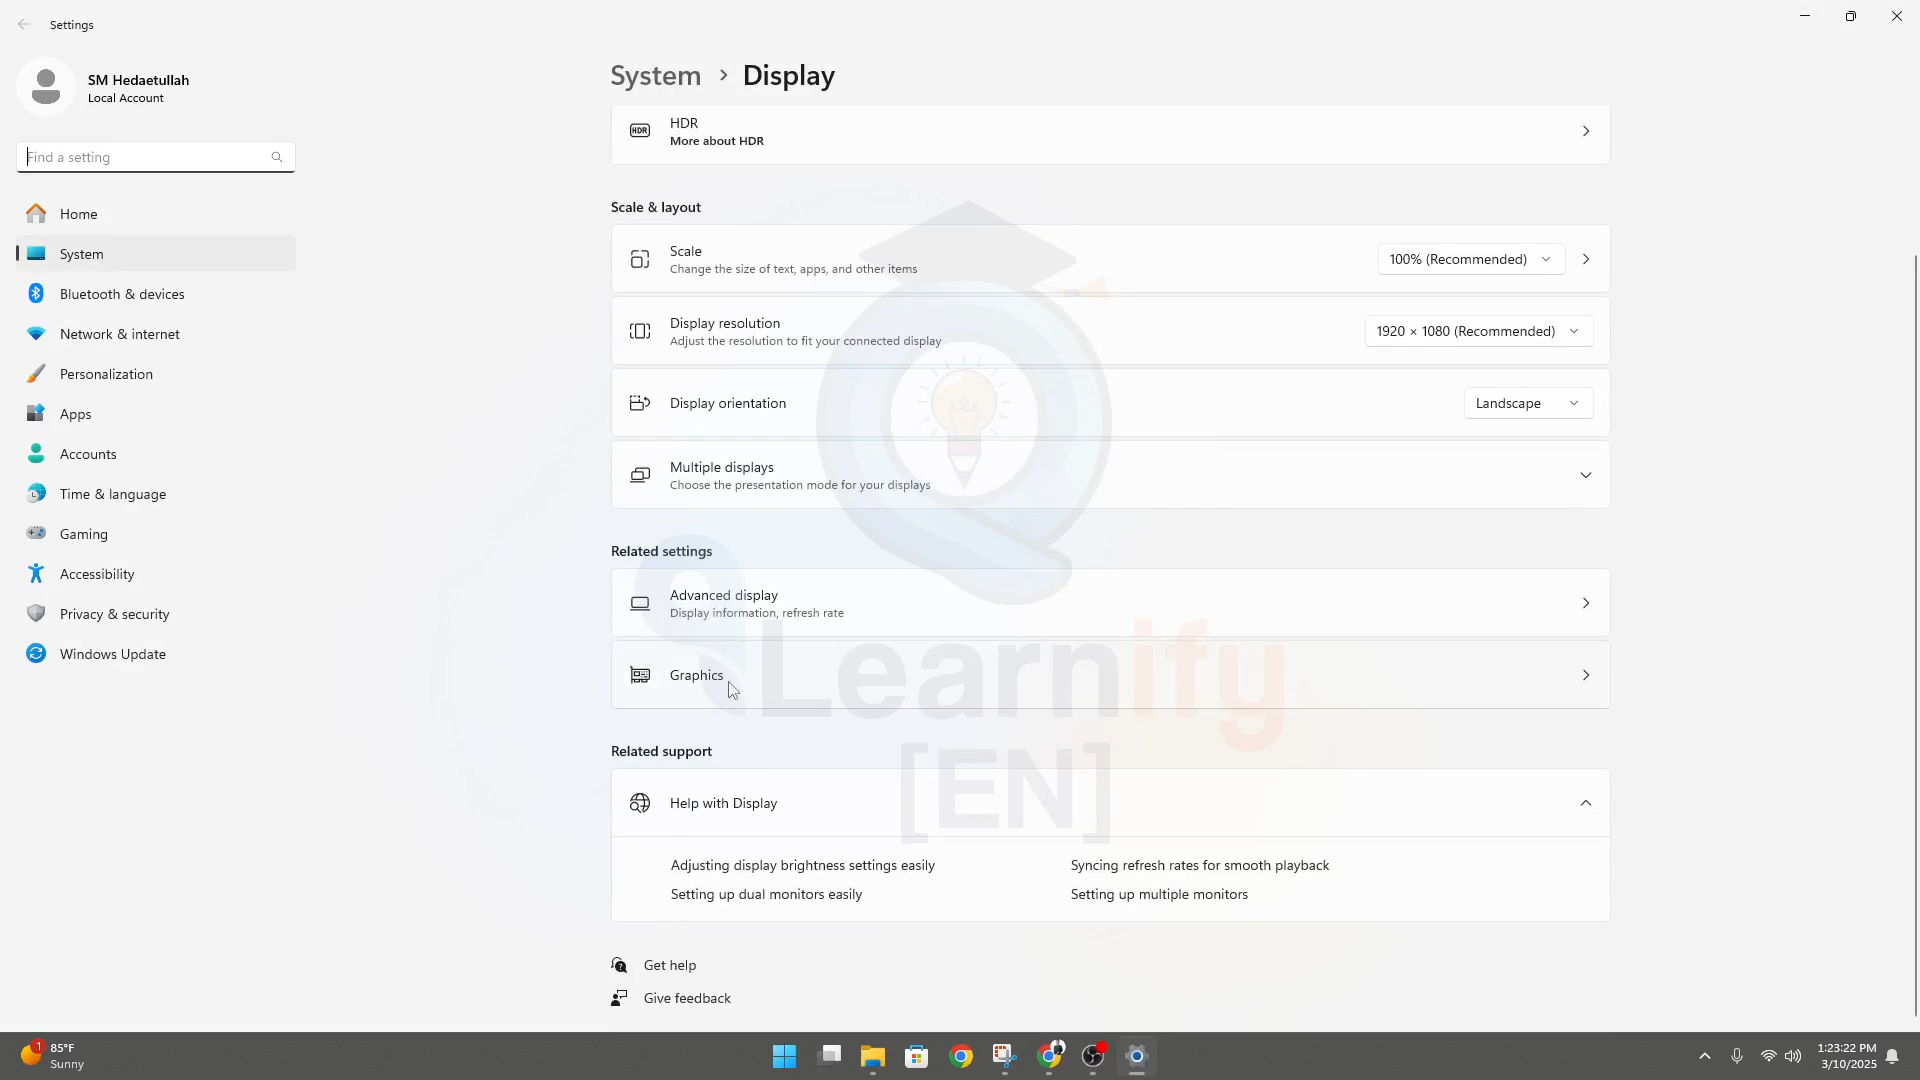 Settings
SM Hedaetullah
Local Account
Find a setting
Home
System
Bluetooth & devices
Network & internet
Personalization
Apps
Accounts
Time & language
Gaming
Accessibility
Privacy & security
Windows Update
System > Display
HDR
HDR
More about HDR
Scale & layout
Scale
Change the size of text, apps, and other items
100% (Recommended)
Display resolution
Adjust the resolution to fit your connected display
1920 × 1080 (Recommended)
Display orientation
Landscape
Multiple displays
Choose the presentation mode for your displays
Related settings
Advanced display
Display information, refresh rate
Graphics
Learnify
[EN]
Related support
Help with Display
Adjusting display brightness settings easily
Syncing refresh rates for smooth playback
Setting up dual monitors easily
Setting up multiple monitors
Get help
Give feedback
1
85°F
Sunny
1:23:22 PM
3/10/2025